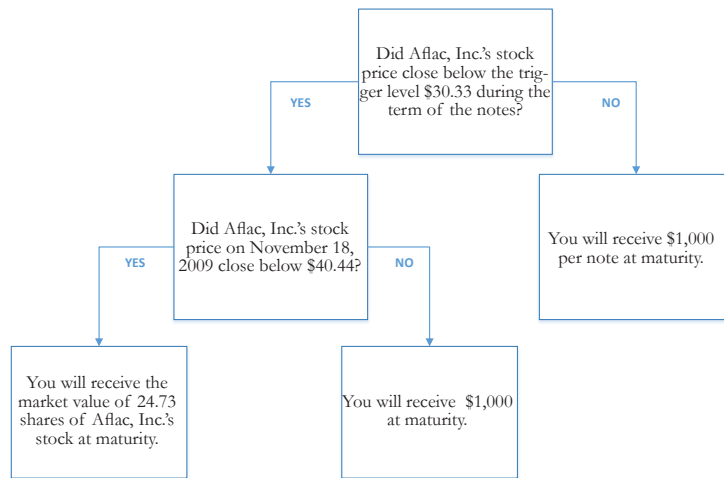 Did Aflac, Inc.'s stock
price close below the trig-
ger level $30.33 during the
term of the notes?
YES
NO
Did Aflac, Inc.'s stock
price on November 18,
2009 close below $40.44?
You will receive $1,000
per note at maturity.
YES
NO
You will receive the
market value of 24.73
shares of Aflac, Inc.'s
stock at maturity.
You will receive $1,000
at maturity.